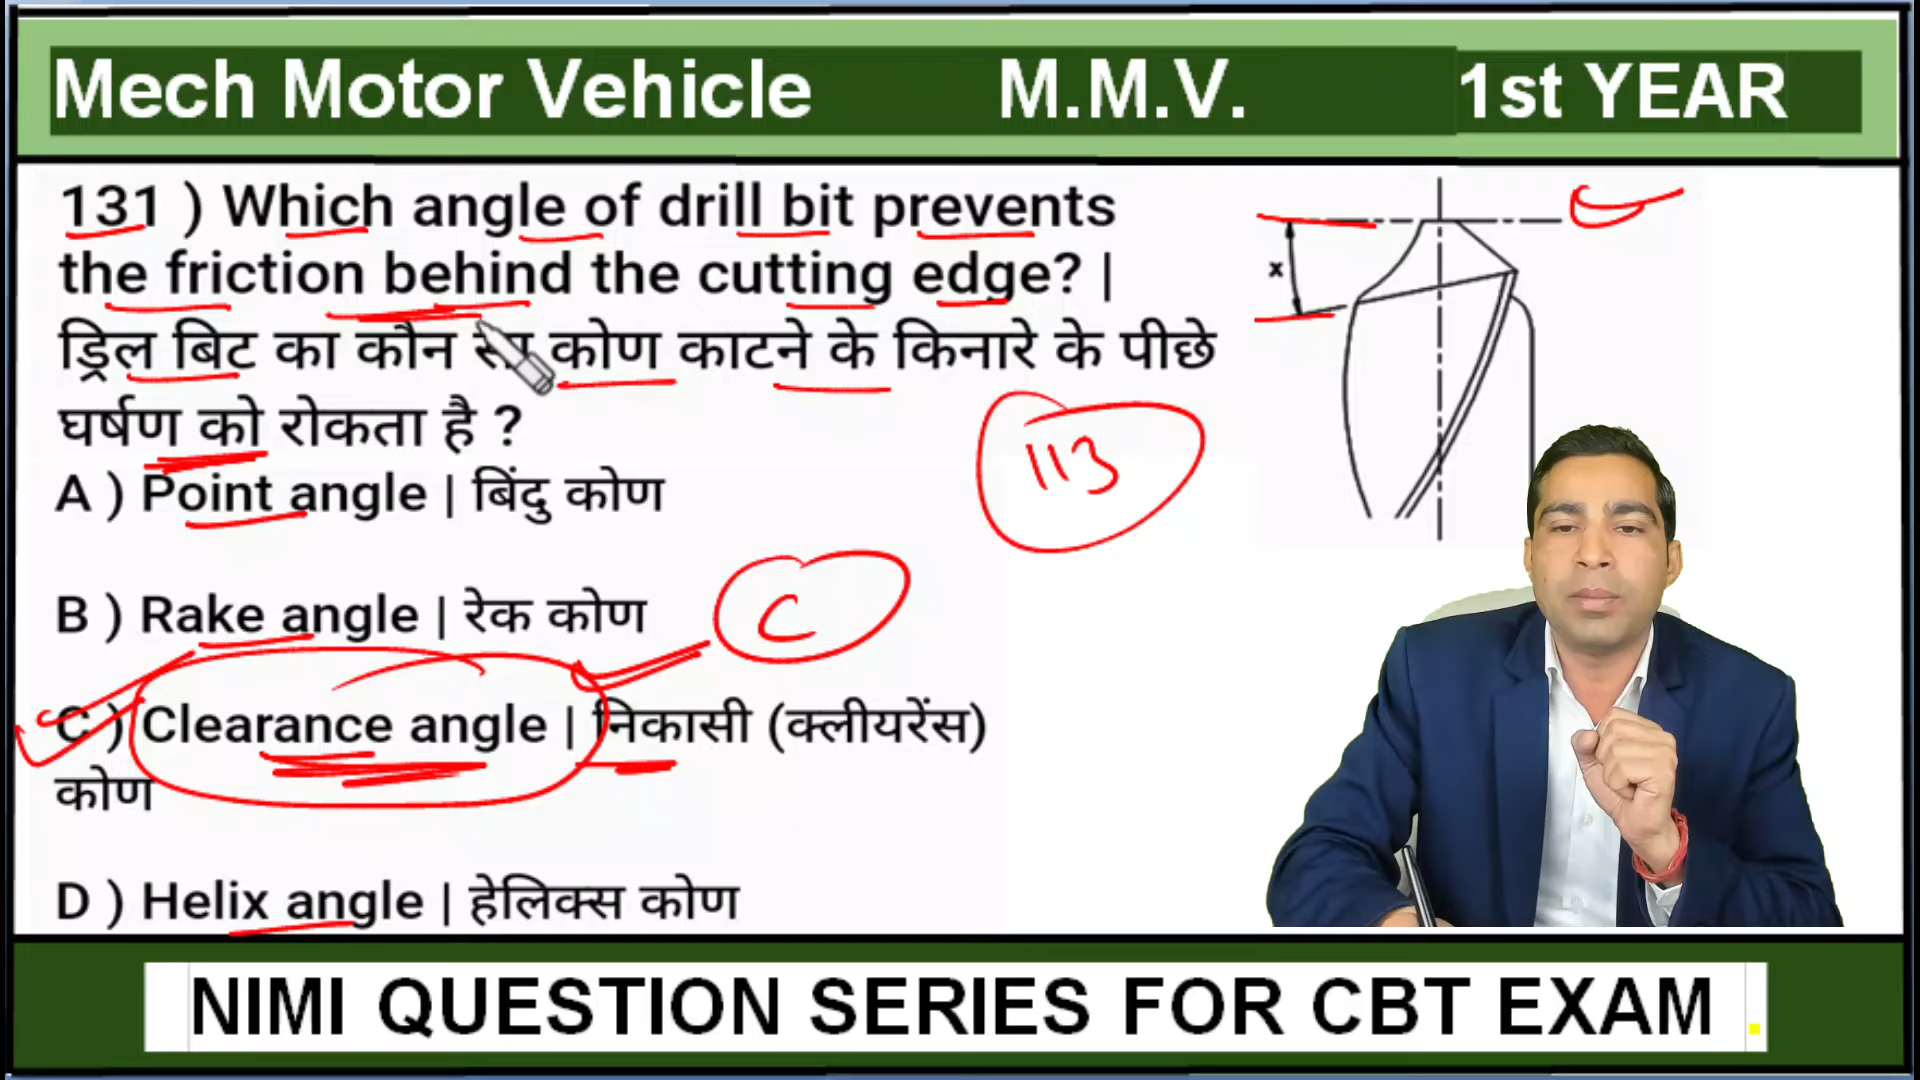 Mech Motor Vehicle M.M.V. 1st YEAR
131 ) Which angle of drill bit prevents
the friction behind the cutting edge? |
ड्रिल बिट का कौन सा कोण काटने के किनारे के पीछे
घर्षण को रोकता है ?
A ) Point angle | बिंदु कोण
B ) Rake angle | रेक कोण
C ) Clearance angle | निकासी (क्लीयरेंस)
कोण
D ) Helix angle | हेलिक्स कोण
x
113
C
NIMI QUESTION SERIES FOR CBT EXAM .